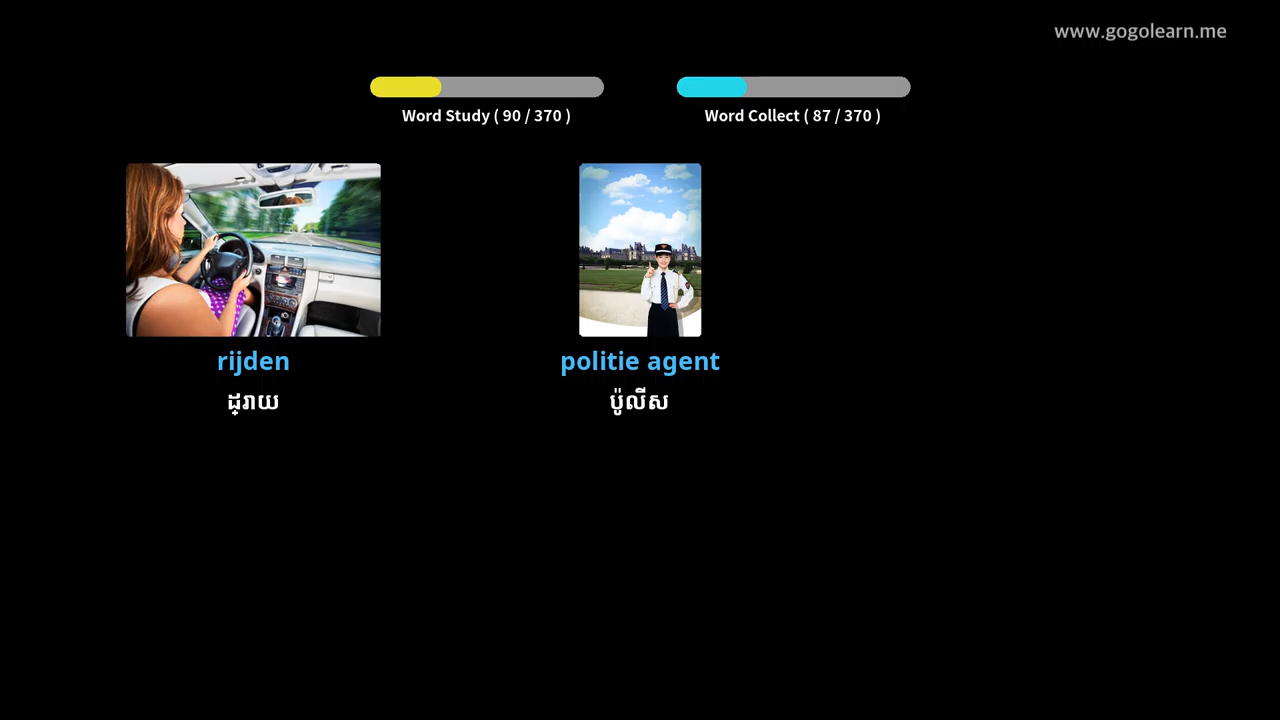 www.gogolearn.me
Word Study ( 90 / 370 )
Word Collect ( 87 / 370 )
rijden
ដ្រាយ
politie agent
ប៉ូលីស